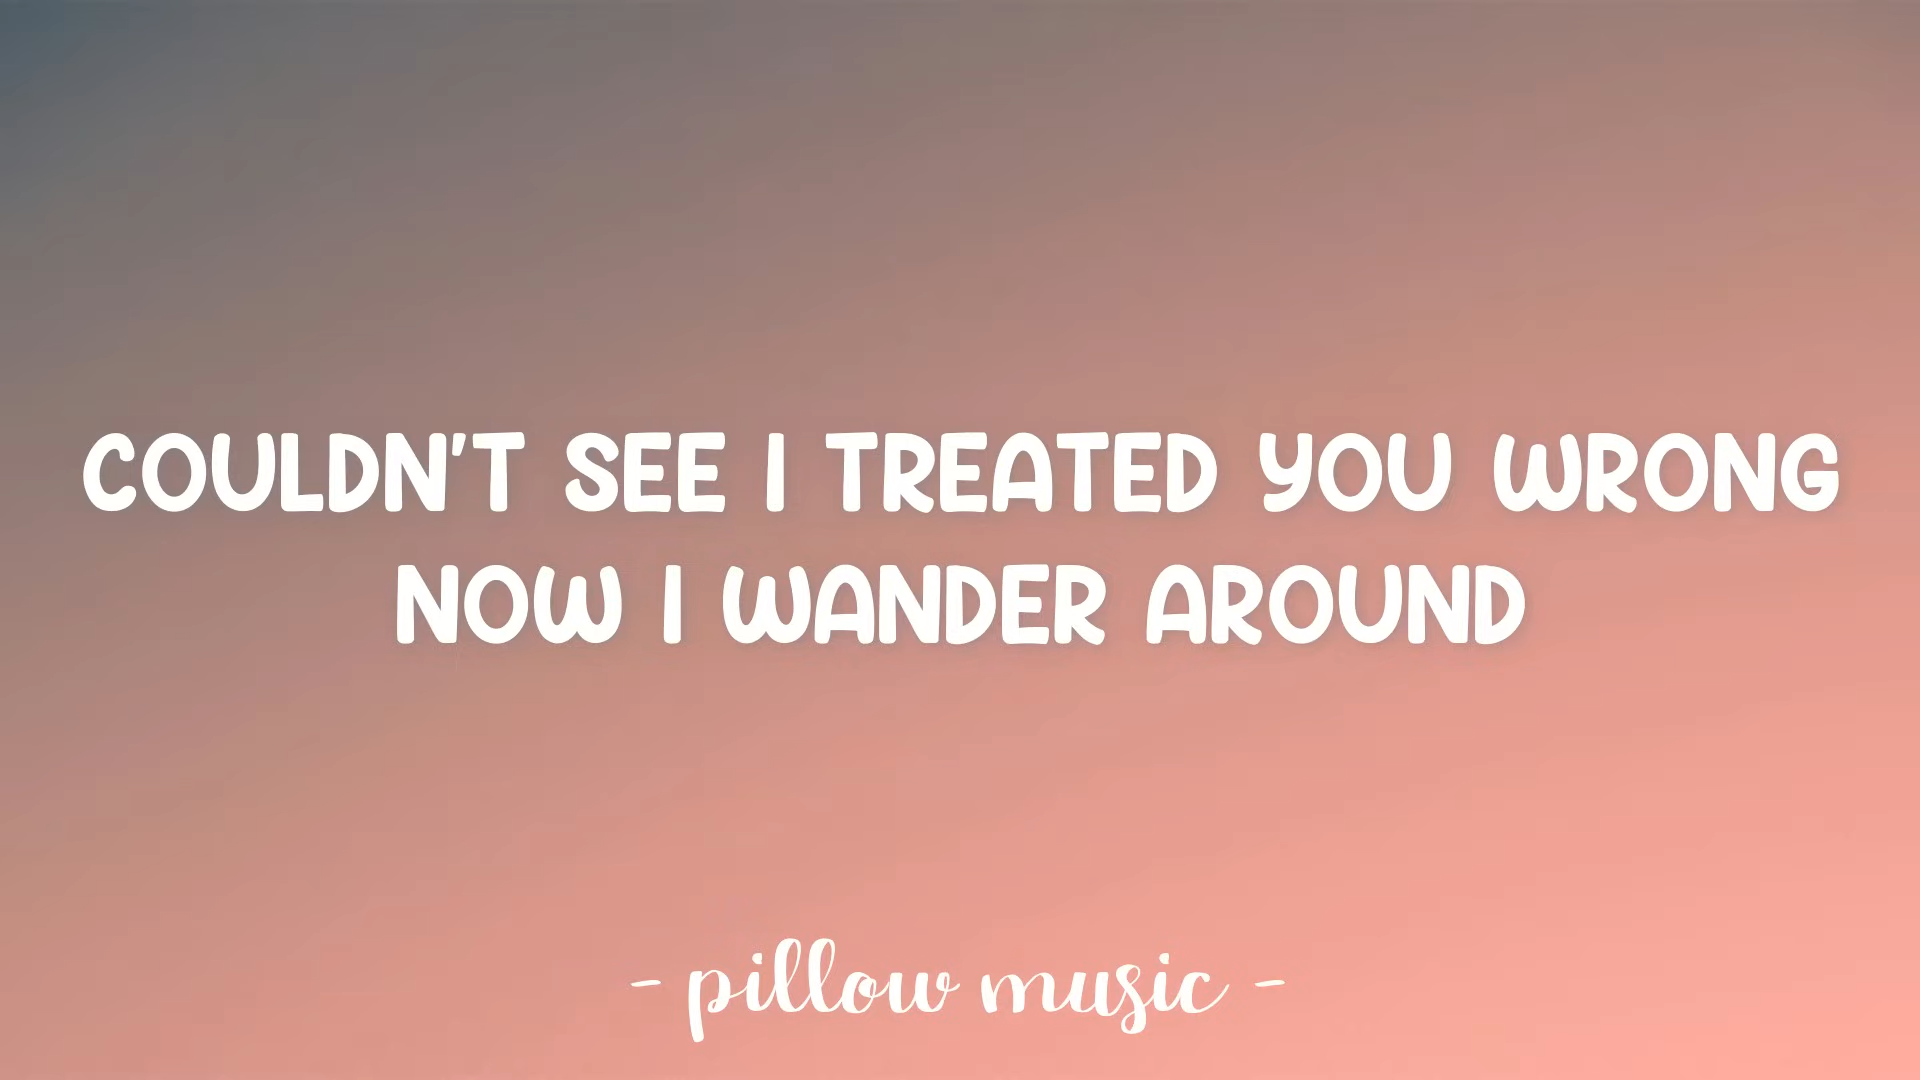 COULDN'T SEE I TREATED YOU WRONG
NOW I WANDER AROUND
- pillow music -